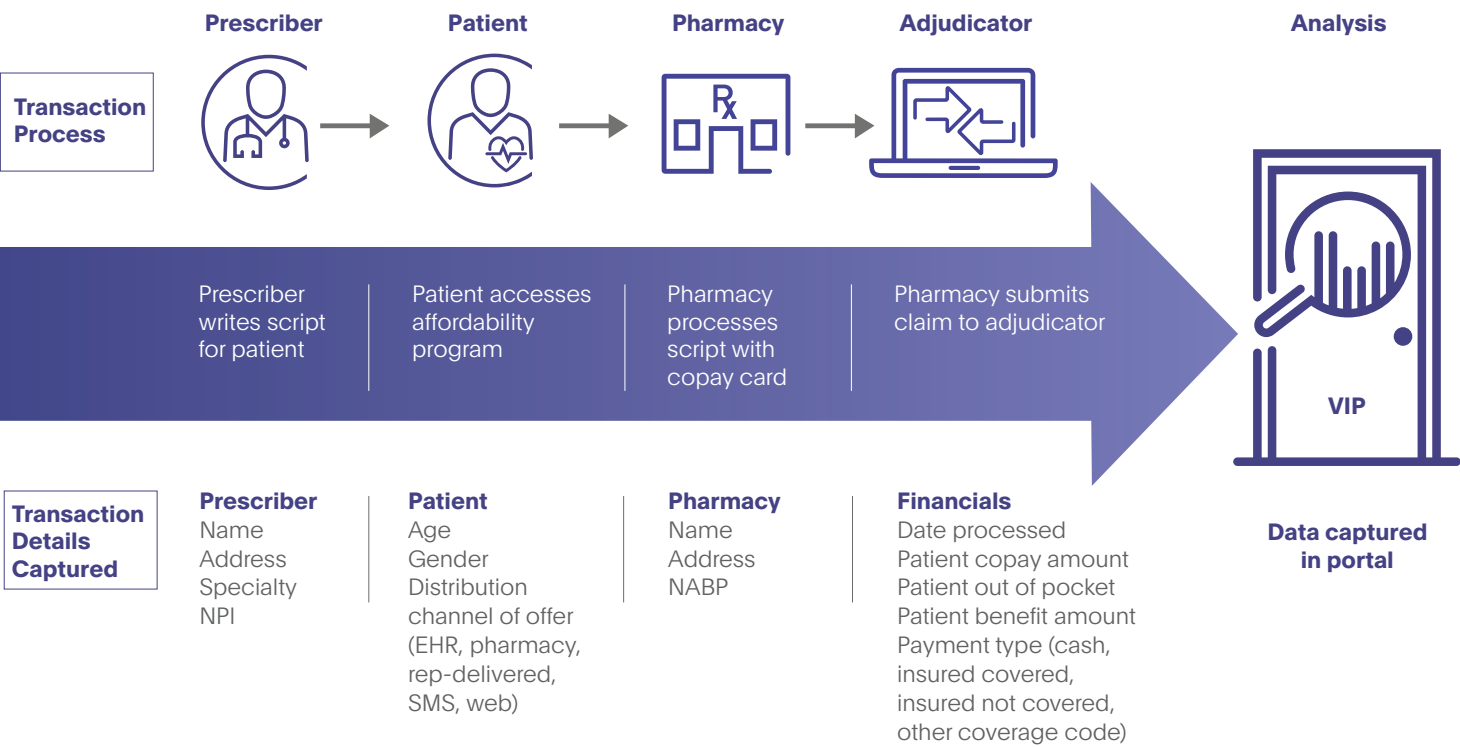 Prescriber
Patient
Pharmacy
Adjudicator
Analysis
Transaction
Process
Rx
Prescriber
writes script
for patient
Patient accesses
affordability
program
Pharmacy
processes
script with
copay card
Pharmacy submits
claim to adjudicator
VIP
Transaction
Details
Captured
Prescriber
Name
Address
Specialty
NPI
Patient
Age
Gender
Distribution
channel of offer
(EHR, pharmacy,
rep-delivered,
SMS, web)
Pharmacy
Name
Address
NABP
Financials
Date processed
Patient copay amount
Patient out of pocket
Patient benefit amount
Payment type (cash,
insured covered,
insured not covered,
other coverage code)
Data captured
in portal